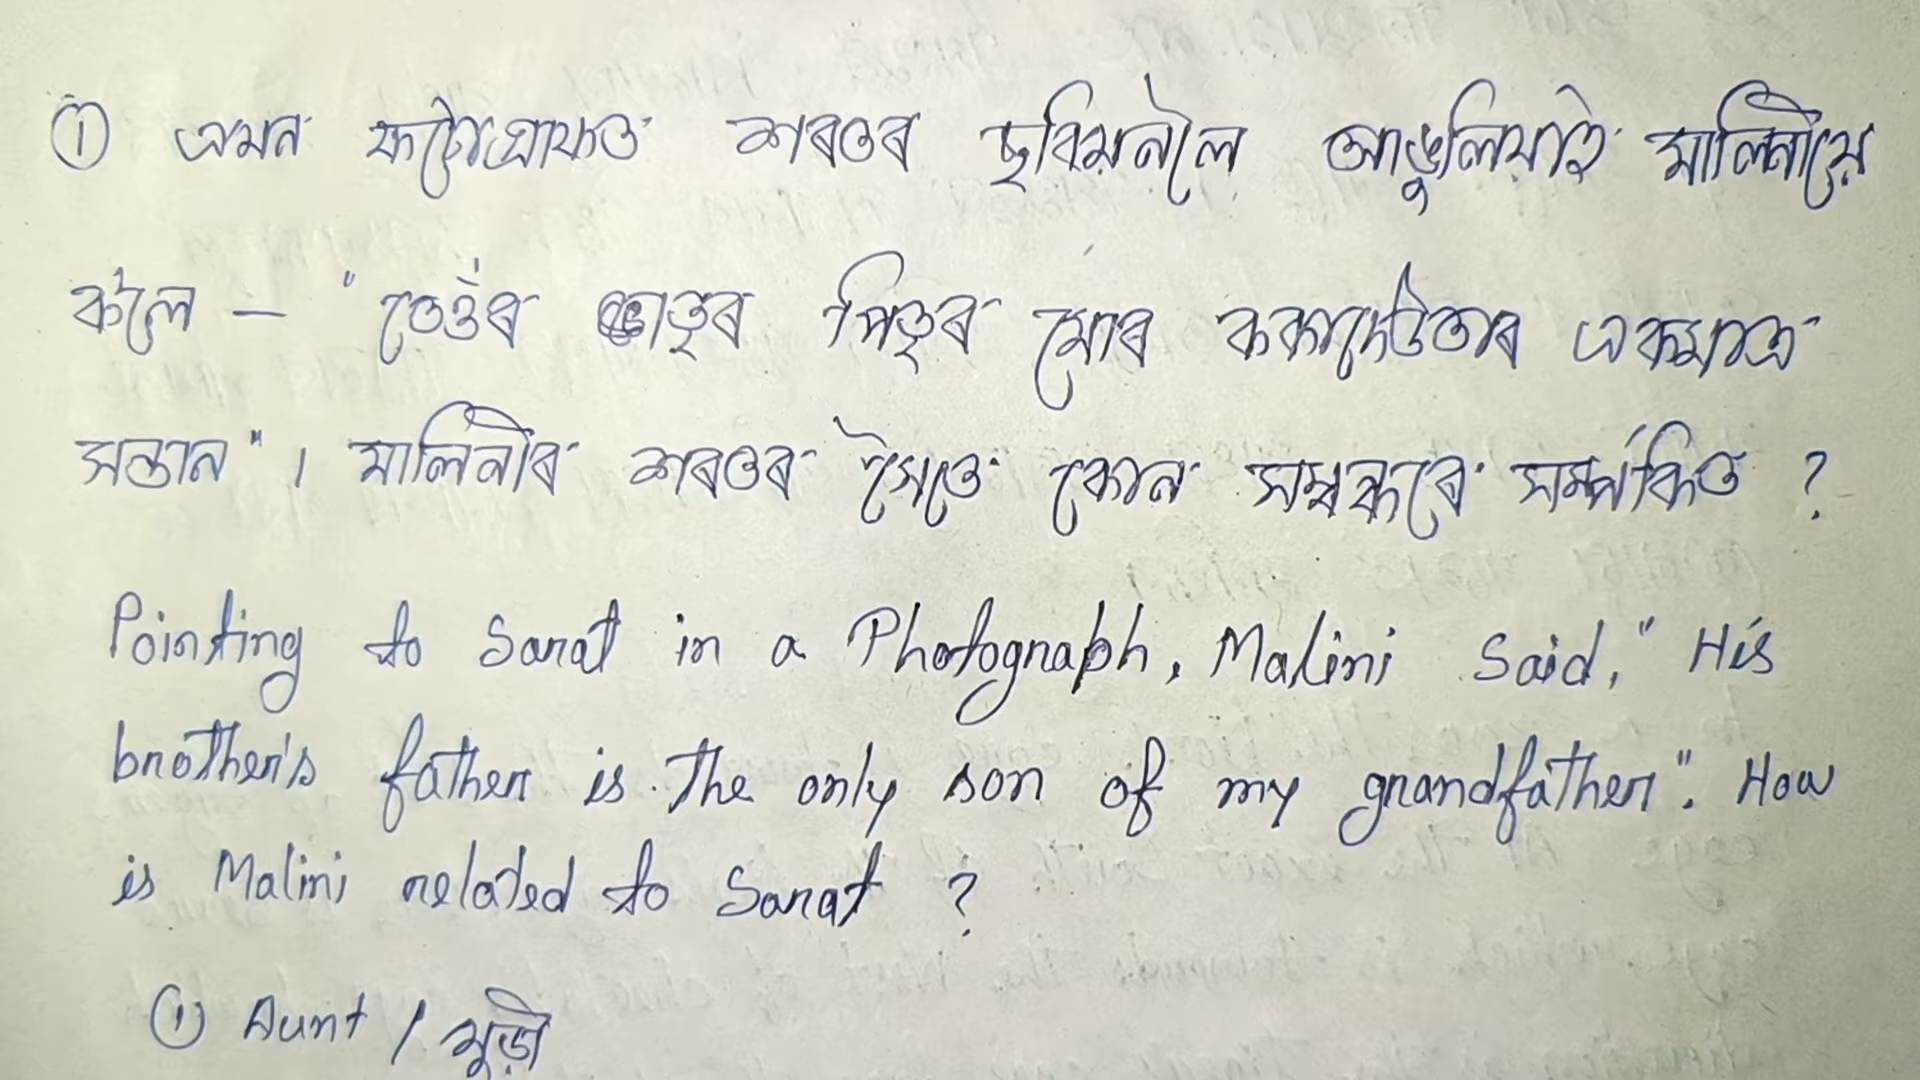 ① এমন ফটোগ্ৰাফত শৰতৰ ছবিখনলৈ আঙুলিয়াই মালিনীয়ে
ক'লে – "তেওঁৰ ভাতৃৰ পিতৃৰ মোৰ ককাদেউতাৰ একমাত্ৰ
সন্তান"। মালিনীৰ শৰতৰ সৈতে কোন সম্বন্ধৰে সম্পৰ্কিত ?
Pointing to Sarat in a Photograph, Malini Said," His
brother's father is the only son of my grandfather". How
is Malini related to Sarat ?
① Aunt / খুড়ী